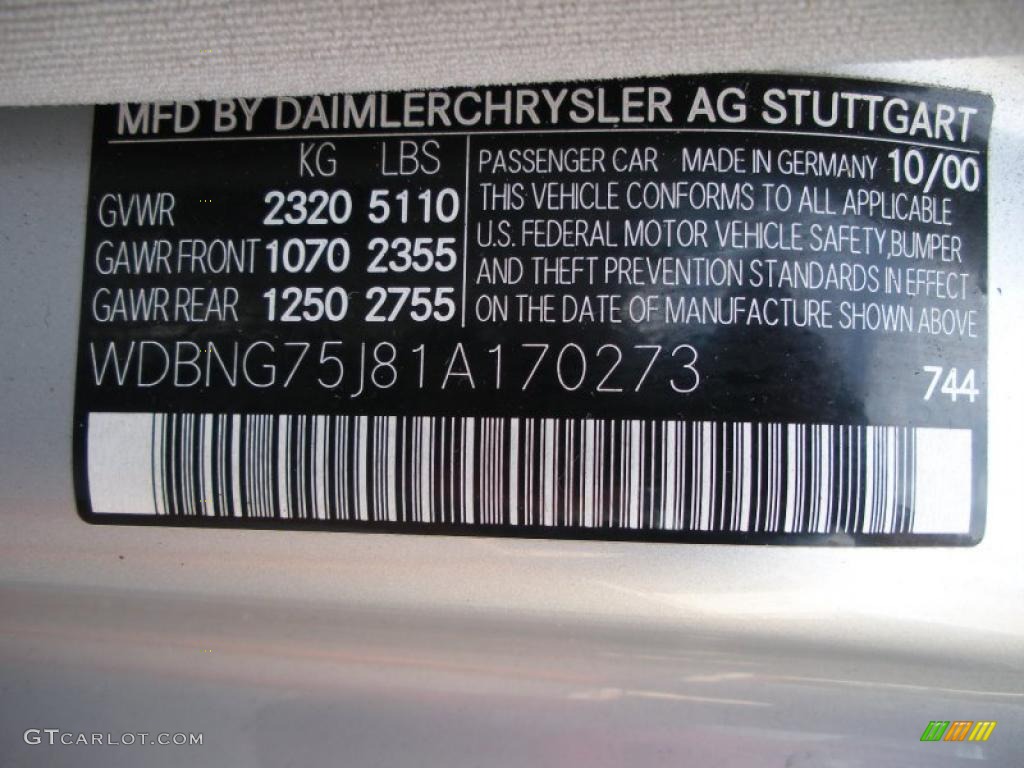 MFD BY DAIMLERCHRYSLER AG STUTTGART
KG LBS
GVWR 2320 5110
GAWR FRONT 1070 2355
GAWR REAR 1250 2755
PASSENGER CAR MADE IN GERMANY 10/00
THIS VEHICLE CONFORMS TO ALL APPLICABLE
U.S. FEDERAL MOTOR VEHICLE SAFETY, BUMPER
AND THEFT PREVENTION STANDARDS IN EFFECT
ON THE DATE OF MANUFACTURE SHOWN ABOVE
WDBNG75J81A170273
744
GTCARLOT.COM